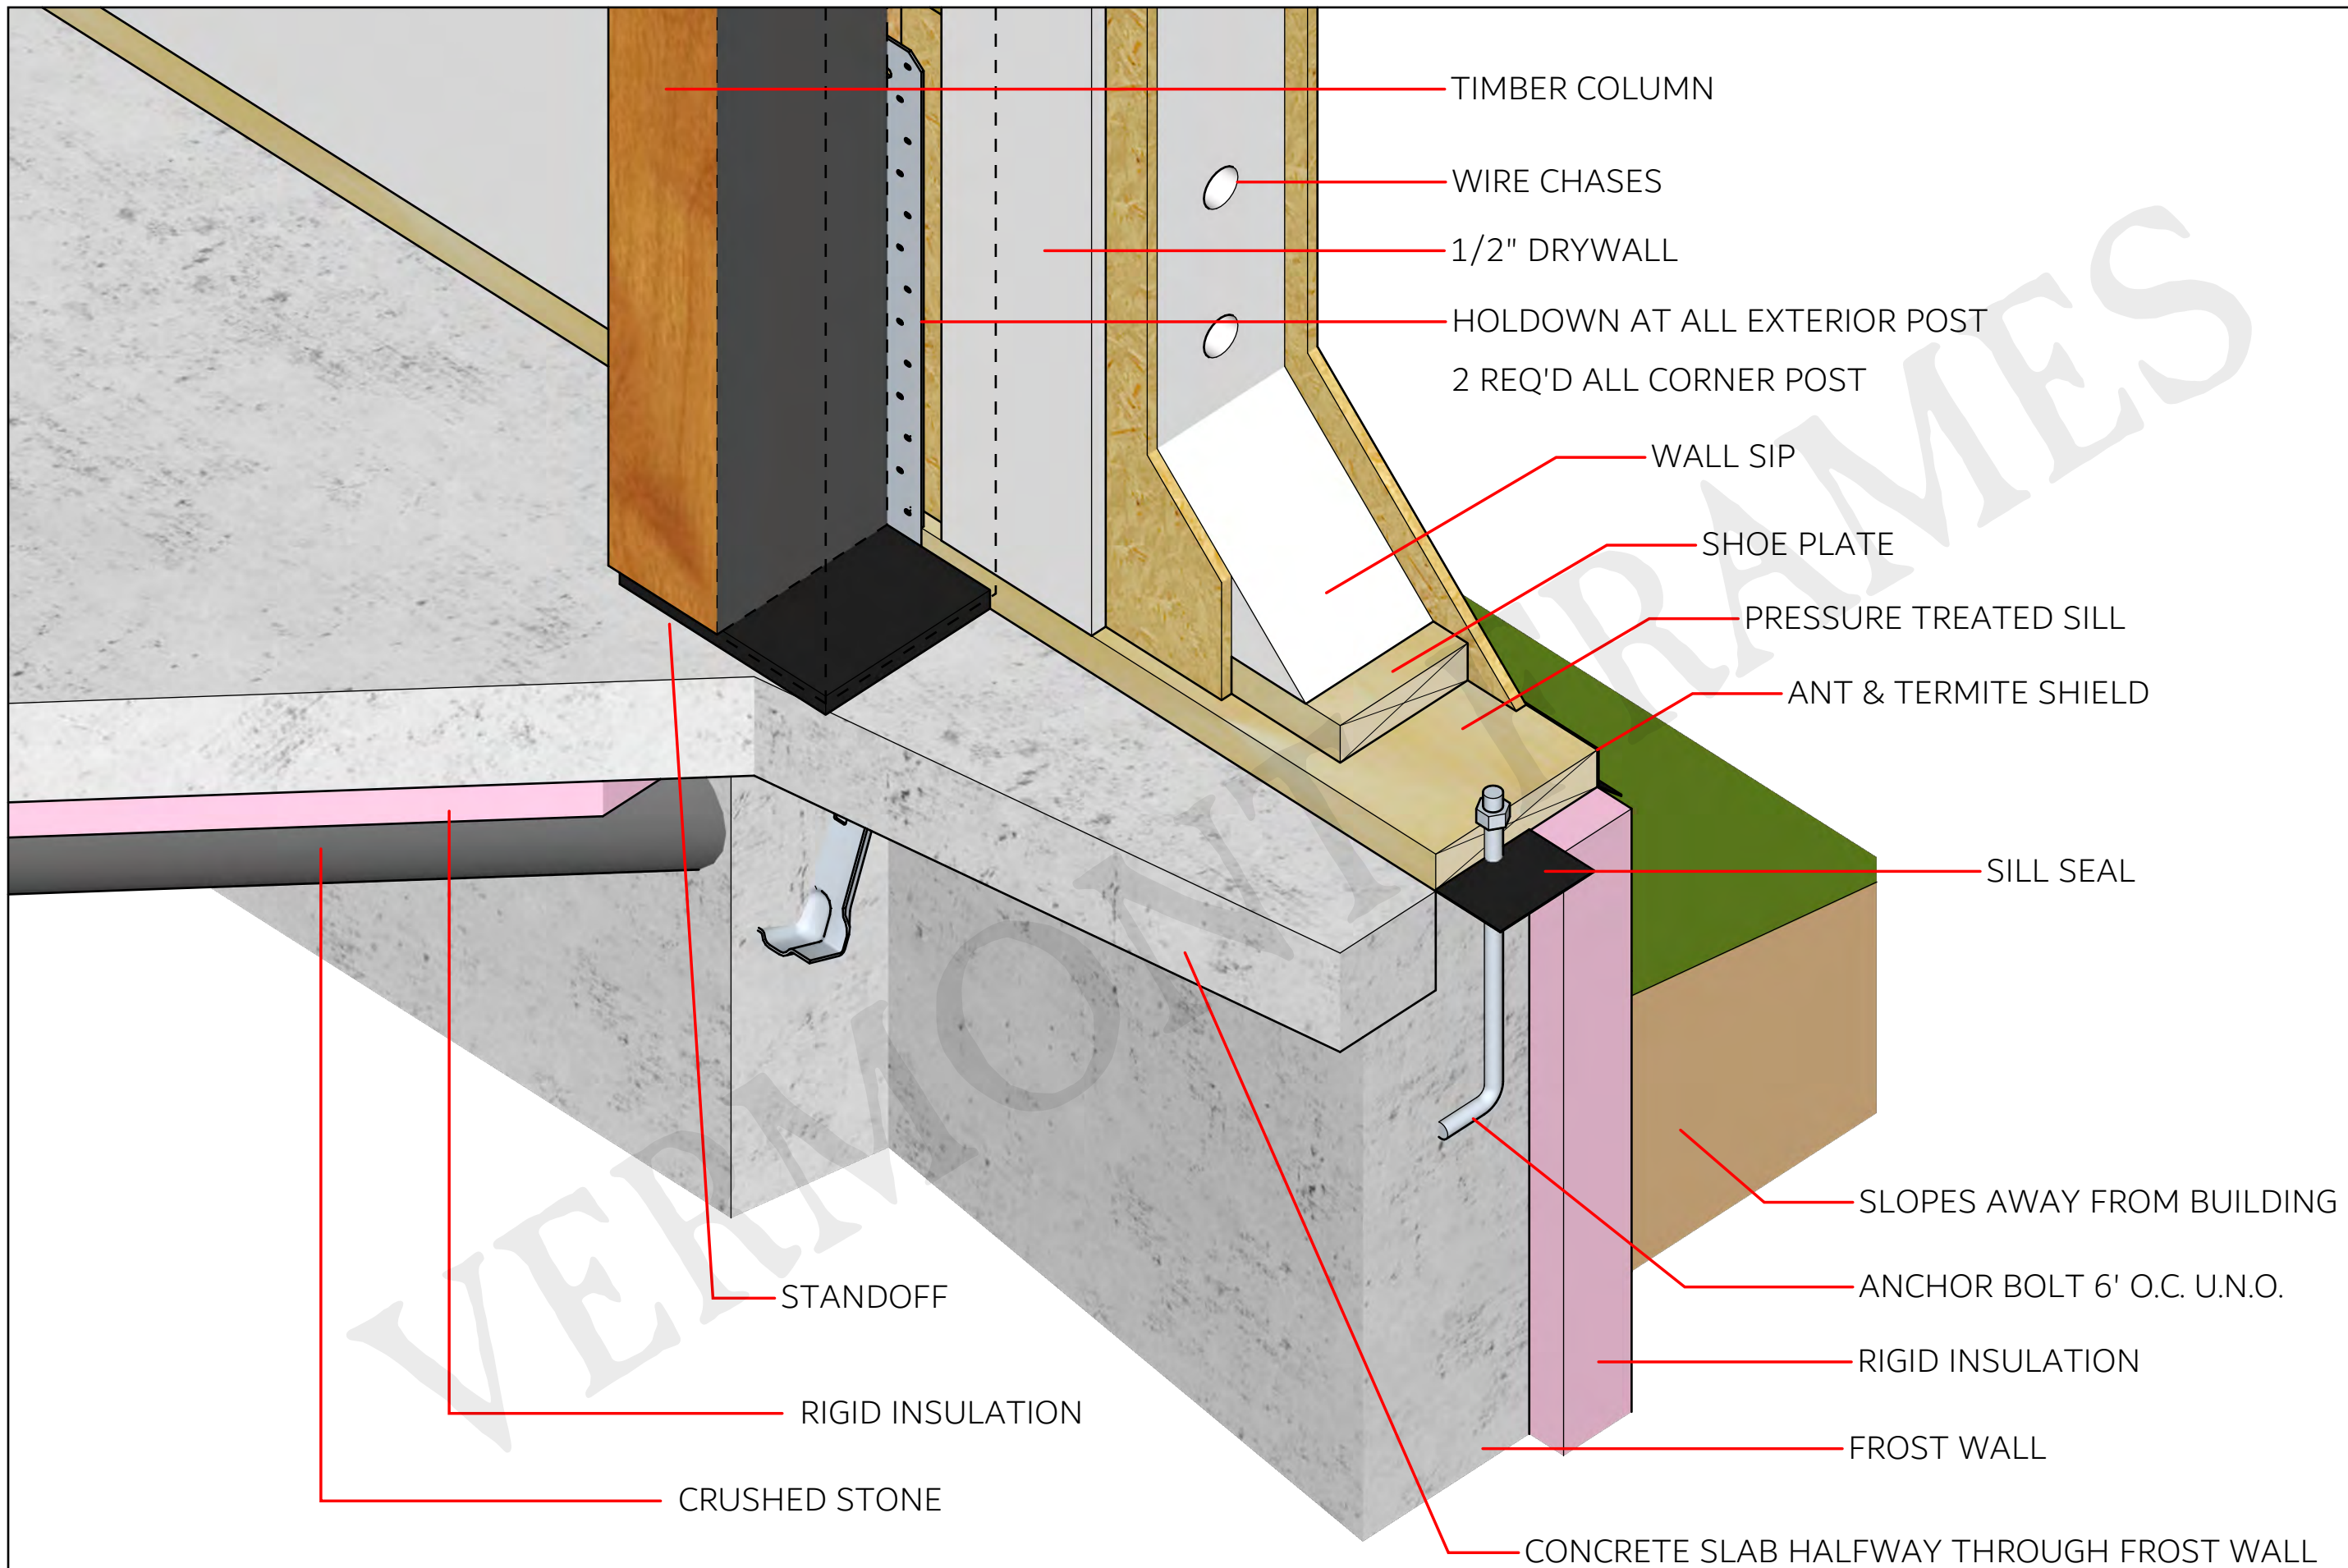 TIMBER COLUMN
WIRE CHASES
1/2" DRYWALL
HOLDOWN AT ALL EXTERIOR POST
2 REQ'D ALL CORNER POST
WALL SIP
SHOE PLATE
PRESSURE TREATED SILL
ANT & TERMITE SHIELD
SILL SEAL
SLOPES AWAY FROM BUILDING
ANCHOR BOLT 6' O.C. U.N.O.
RIGID INSULATION
FROST WALL
CONCRETE SLAB HALFWAY THROUGH FROST WALL
STANDOFF
RIGID INSULATION
CRUSHED STONE
VERMONT FRAMES